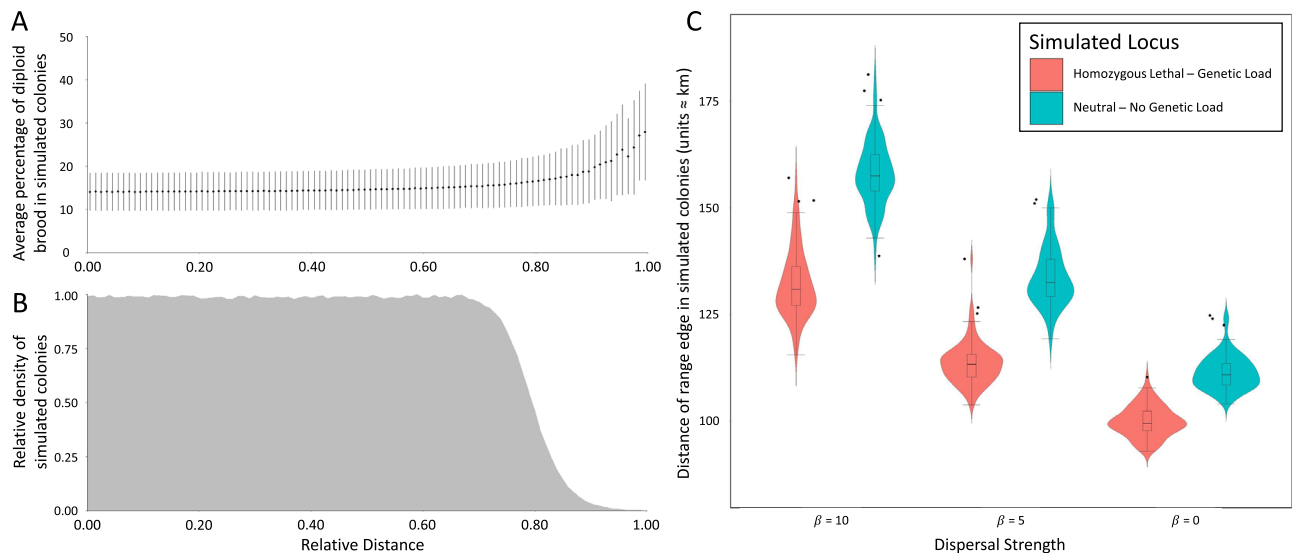 A
Average percentage of diploid
brood in simulated colonies
50
40
30
20
10
0
0.00 0.20 0.40 0.60 0.80 1.00
B
Relative density of
simulated colonies
1.00
0.75
0.50
0.25
0.00
0.00 0.20 0.40 0.60 0.80 1.00
Relative Distance
C
Distance of range edge in simulated colonies (units ≈ km)
175
150
125
100
Simulated Locus
Homozygous Lethal – Genetic Load
Neutral – No Genetic Load
β = 10 β = 5 β = 0
Dispersal Strength